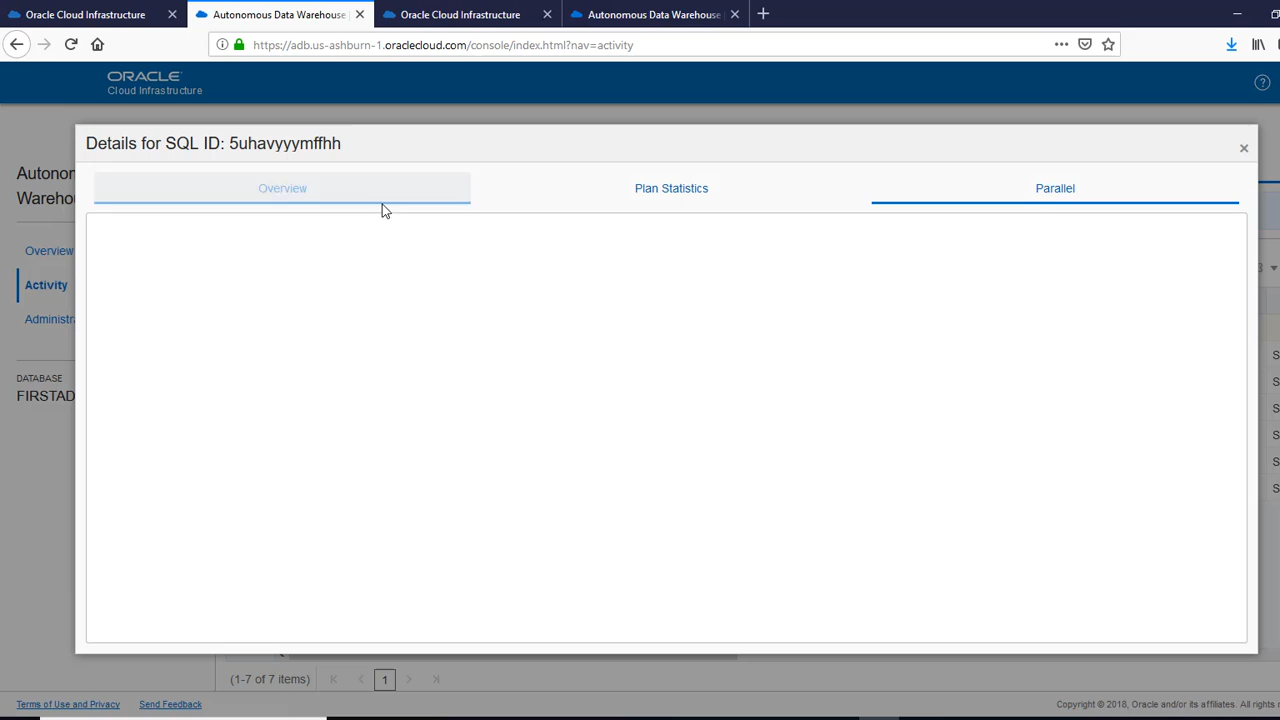 Oracle Cloud Infrastructure
Autonomous Data Warehouse
Oracle Cloud Infrastructure
Autonomous Data Warehouse
https://adb.us-ashburn-1.oraclecloud.com/console/index.html?nav=activity
ORACLE
Cloud Infrastructure
Details for SQL ID: 5uhavyyymffhh
Overview
Plan Statistics
Parallel
Autonom
Warehou
Overview
Activity
Administra
DATABASE
FIRSTAD
3
S
S
S
S
S
S
(1-7 of 7 items)
1
Terms of Use and Privacy
Send Feedback
Copyright © 2018, Oracle and/or its affiliates. All rights